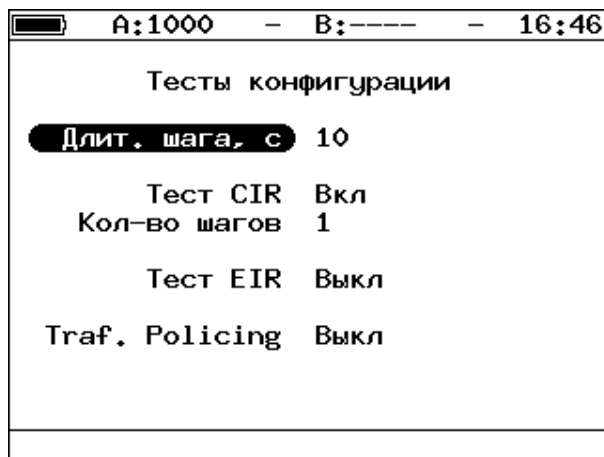 A:1000 – B:---- – 16:46
Тесты конфигурации
Длит. шага, с 10
Тест CIR Вкл
Кол-во шагов 1
Тест EIR Выкл
Traf. Policing Выкл